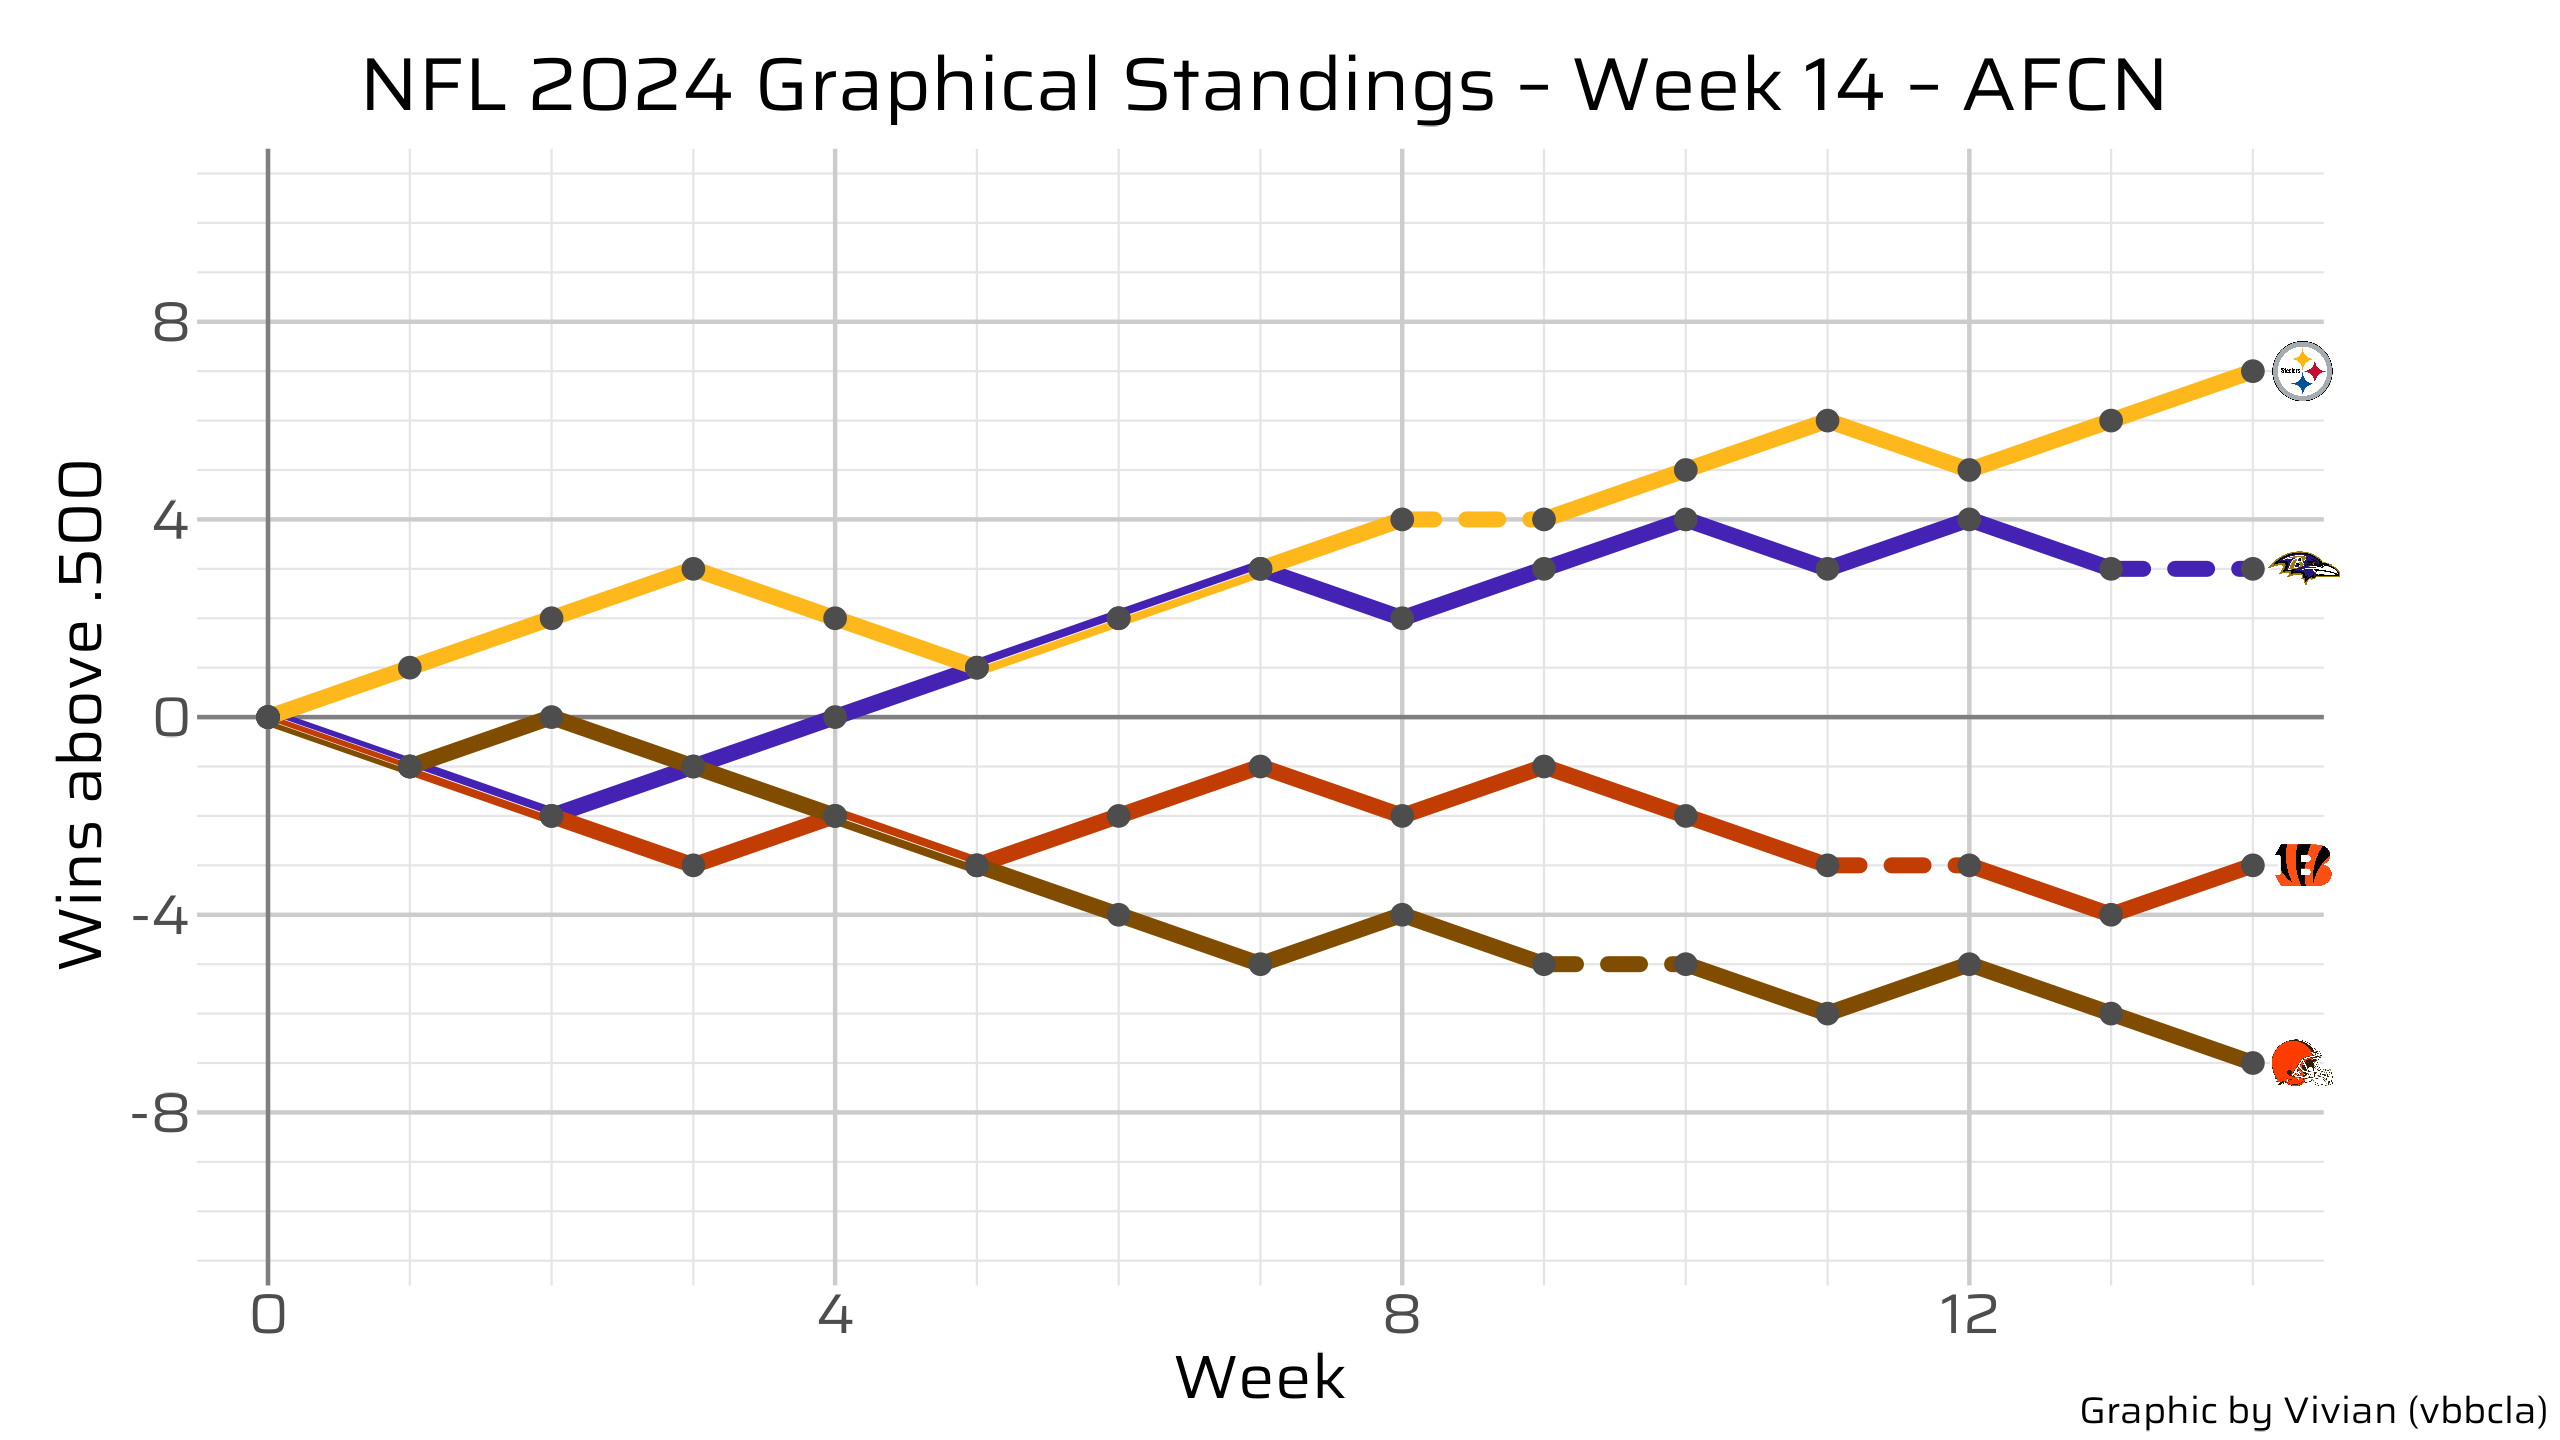 NFL 2024 Graphical Standings - Week 14 - AFCN
Wins above .500
8
4
0
-4
-8
Steelers
0
4
8
12
Week
Graphic by Vivian (vbbcla)